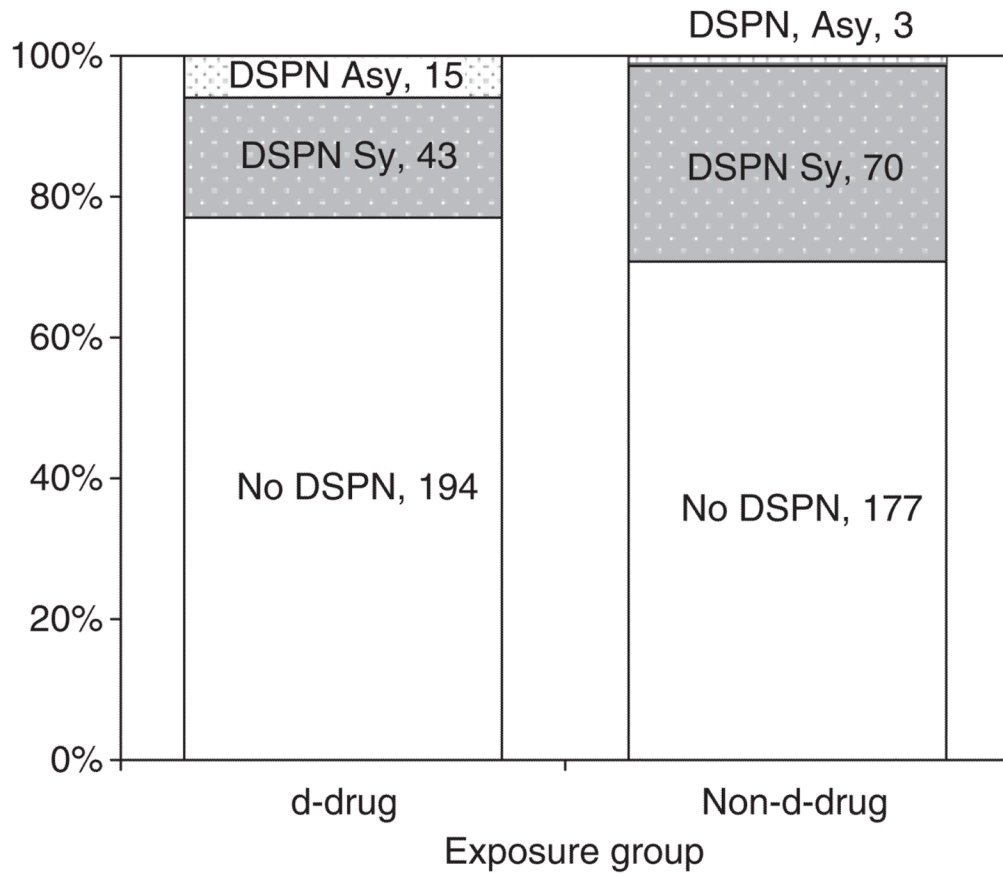 DSPN, Asy, 3
100%
DSPN Asy, 15
DSPN Sy, 43
DSPN Sy, 70
80%
60%
40%
No DSPN, 194
No DSPN, 177
20%
0%
d-drug
Non-d-drug
Exposure group